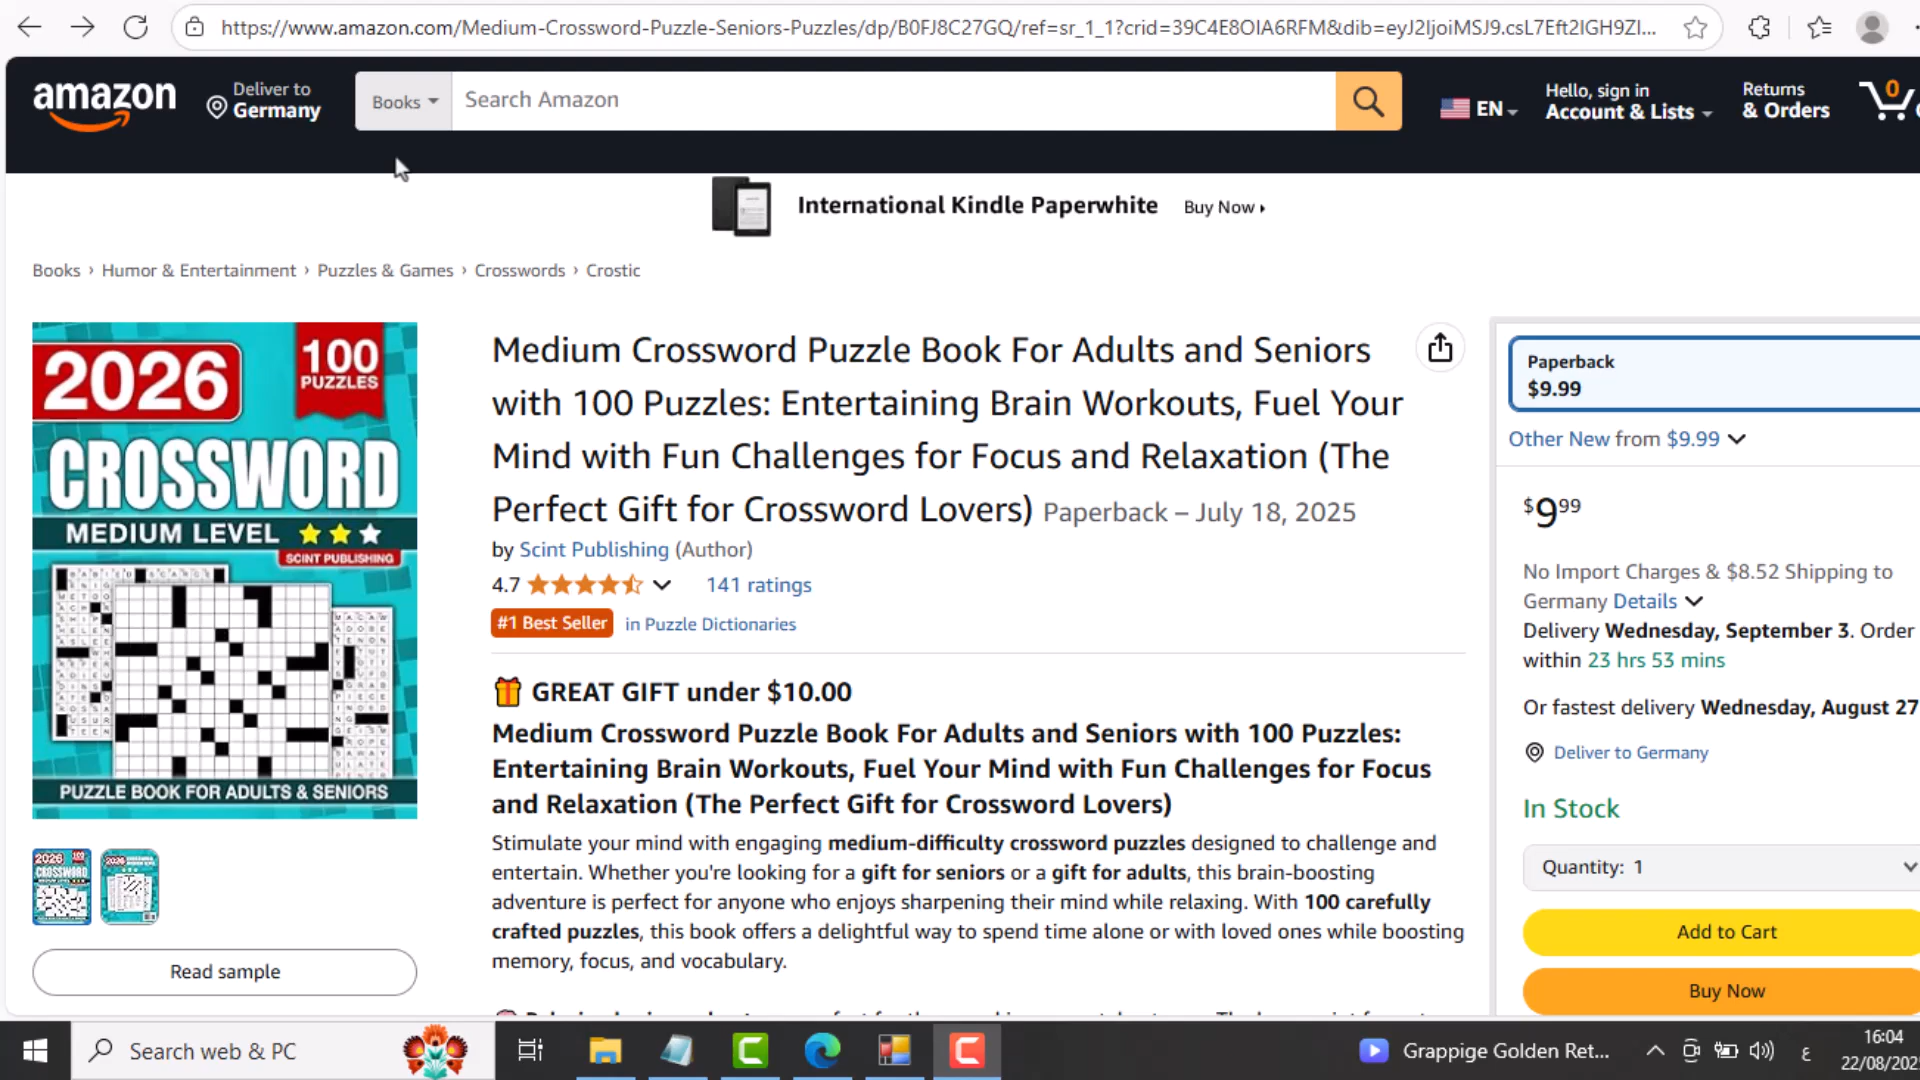 https://www.amazon.com/Medium-Crossword-Puzzle-Seniors-Puzzles/dp/B0FJ8C27GQ/ref=sr_1_1?crid=39C4E8OIA6RFM&dib=eyJ2IjoiMSJ9.csL7Eft2IGH9ZI...
amazon
Deliver to
Germany
Books
Search Amazon
EN
Hello, sign in
Account & Lists
Returns
& Orders
0
International Kindle Paperwhite Buy Now
Books › Humor & Entertainment › Puzzles & Games › Crosswords › Crostic
2026
100
PUZZLES
CROSSWORD
MEDIUM LEVEL
SCINT PUBLISHING
PUZZLE BOOK FOR ADULTS & SENIORS
Read sample
Medium Crossword Puzzle Book For Adults and Seniors
with 100 Puzzles: Entertaining Brain Workouts, Fuel Your
Mind with Fun Challenges for Focus and Relaxation (The
Perfect Gift for Crossword Lovers) Paperback – July 18, 2025
by Scint Publishing (Author)
4.7 141 ratings
#1 Best Seller in Puzzle Dictionaries
GREAT GIFT under $10.00
Medium Crossword Puzzle Book For Adults and Seniors with 100 Puzzles:
Entertaining Brain Workouts, Fuel Your Mind with Fun Challenges for Focus
and Relaxation (The Perfect Gift for Crossword Lovers)
Stimulate your mind with engaging medium-difficulty crossword puzzles designed to challenge and
entertain. Whether you're looking for a gift for seniors or a gift for adults, this brain-boosting
adventure is perfect for anyone who enjoys sharpening their mind while relaxing. With 100 carefully
crafted puzzles, this book offers a delightful way to spend time alone or with loved ones while boosting
memory, focus, and vocabulary.
Paperback
$9.99
Other New from $9.99
$9.99
No Import Charges & $8.52 Shipping to
Germany Details
Delivery Wednesday, September 3. Order
within 23 hrs 53 mins
Or fastest delivery Wednesday, August 27
Deliver to Germany
In Stock
Quantity: 1
Add to Cart
Buy Now
Search web & PC
Grappige Golden Ret...
ع
16:04
22/08/202